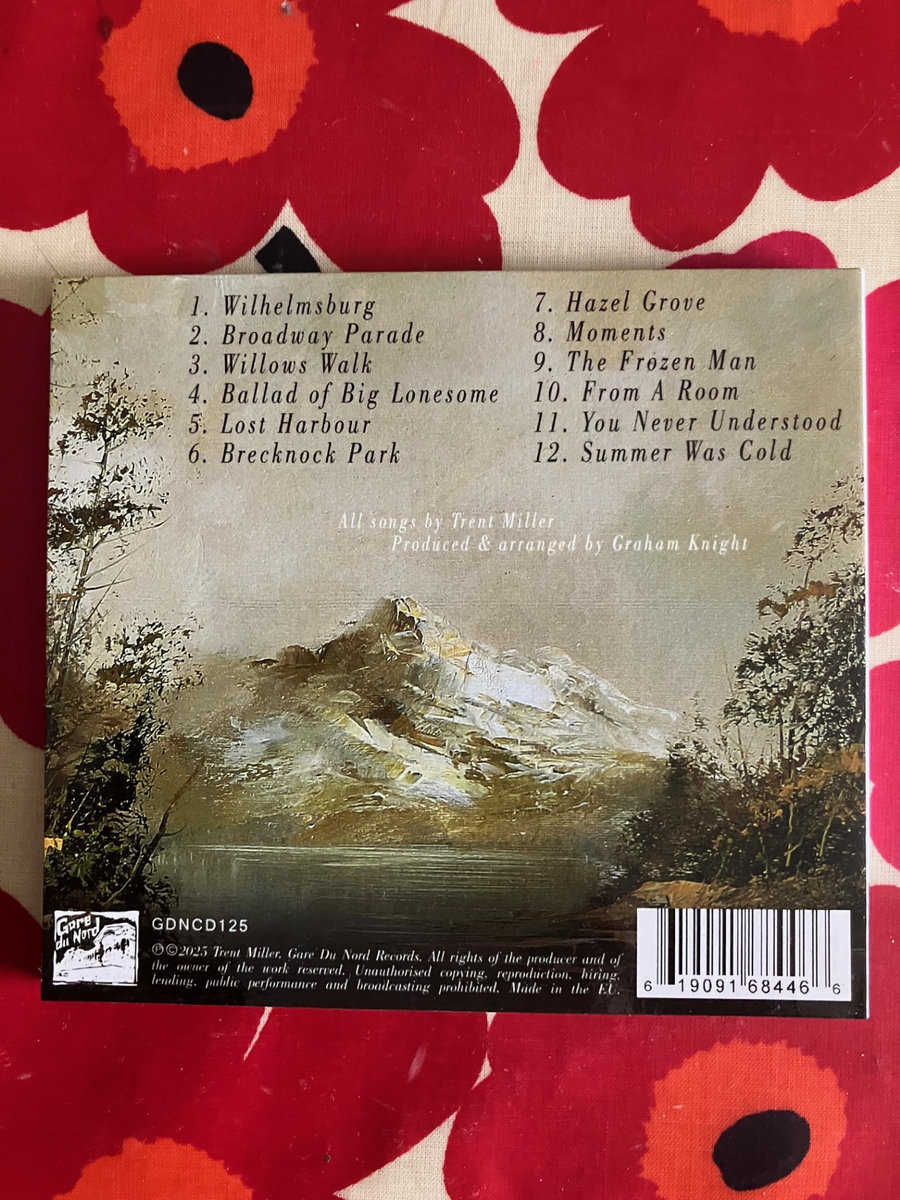 1. Wilhelmsburg
2. Broadway Parade
3. Willows Walk
4. Ballad of Big Lonesome
5. Lost Harbour
6. Brecknock Park
7. Hazel Grove
8. Moments
9. The Frozen Man
10. From A Room
11. You Never Understood
12. Summer Was Cold
All songs by Trent Miller
Produced & arranged by Graham Knight
Gare
du Nord
GDNCD125
℗©2025 Trent Miller, Gare Du Nord Records. All rights of the producer and of
the owner of the work reserved. Unauthorised copying, reproduction, hiring,
lending, public performance and broadcasting prohibited. Made in the EU.
6 19091 68446 6